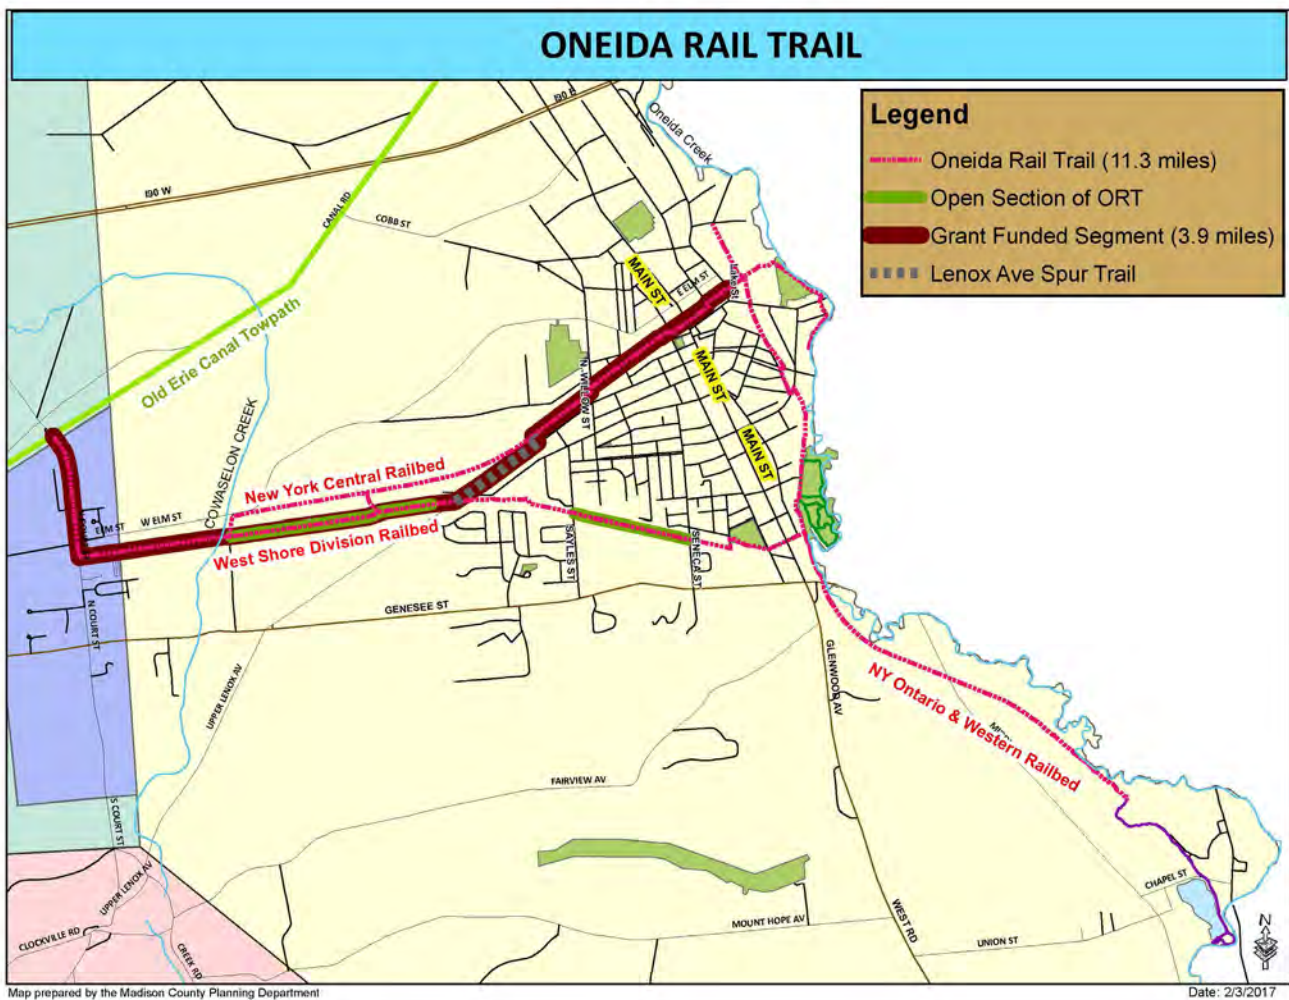 ONEIDA RAIL TRAIL
Legend
Oneida Rail Trail (11.3 miles)
Open Section of ORT
Grant Funded Segment (3.9 miles)
Lenox Ave Spur Trail
I90 E
Oneida Creek
I90 W
CANAL RD
COBB ST
MAIN ST
E ELM ST
Lake St
Old Erie Canal Towpath
N. WILLOW ST
MAIN ST
COWASELON CREEK
MAIN ST
New York Central Railbed
W ELM ST
ELM ST
West Shore Division Railbed
SAYLES ST
SENECA ST
GENESEE ST
N COURT ST
UPPER LENOX AV
GLENWOOD AV
NY Ontario & Western Railbed
FAIRVIEW AV
S COURT ST
UPPER LENOX AV
CHAPEL ST
MOUNT HOPE AV
WEST RD
UNION ST
CLOCKVILLE RD
CREEK RD
N
Map prepared by the Madison County Planning Department
Date: 2/3/2017